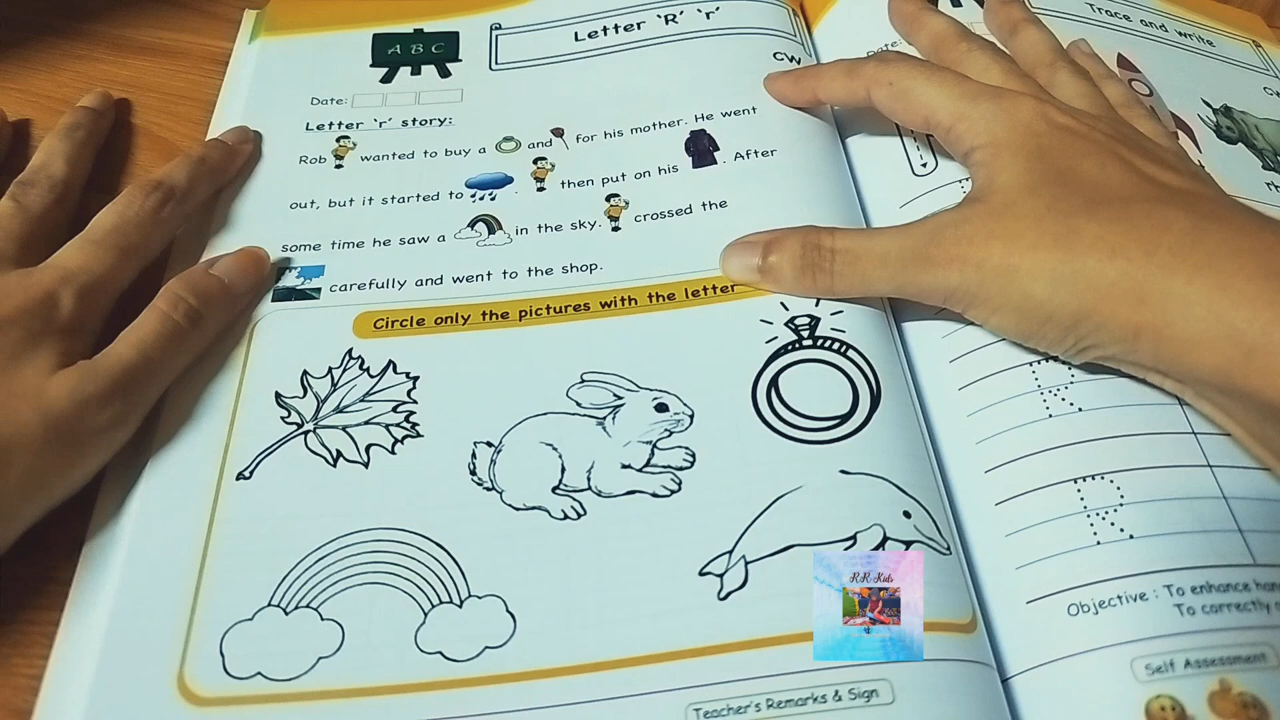 A B C
Letter 'R' 'r'
CW
Date:
Letter 'r' story:
Rob wanted to buy a and for his mother. He went
out, but it started to . then put on his . After
some time he saw a in the sky. crossed the
carefully and went to the shop.
Circle only the pictures with the letter
Teacher's Remarks & Sign
RR Kids
Trace and write
Date:
R
R
Objective : To enhance
To correctly
Self Assessment